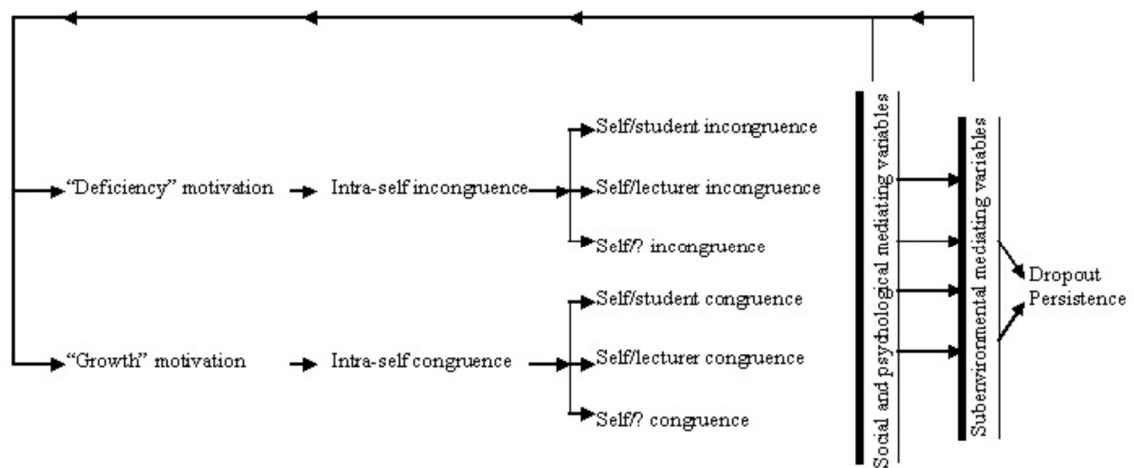 Self/student incongruence
"Deficiency" motivation
Intra-self incongruence
Self/lecturer incongruence
Self/? incongruence
Self/student congruence
"Growth" motivation
Intra-self congruence
Self/lecturer congruence
Self/? congruence
Social and psychological mediating variables
Subenvironmental mediating variables
Dropout
Persistence